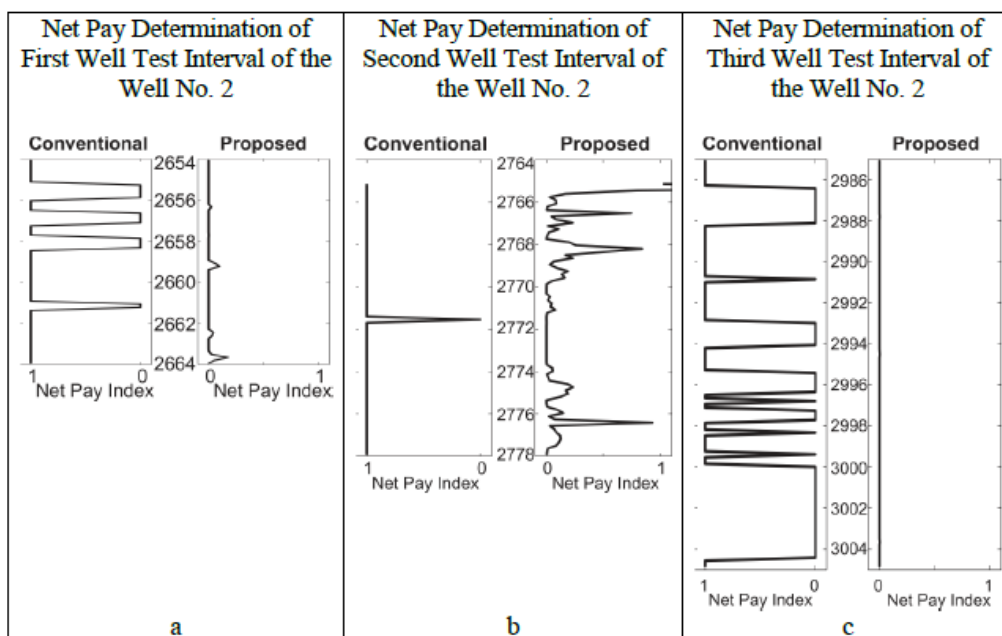 Net Pay Determination of
First Well Test Interval of the
Well No. 2
Conventional
Proposed
2654
2656
2658
2660
2662
2664
1
0
0
1
Net Pay Index
Net Pay Index
a
Net Pay Determination of
Second Well Test Interval of
the Well No. 2
Conventional
Proposed
2764
2766
2768
2770
2772
2774
2776
2778
1
0
0
1
Net Pay Index
Net Pay Index
b
Net Pay Determination of
Third Well Test Interval of
the Well No. 2
Conventional
Proposed
2986
2988
2990
2992
2994
2996
2998
3000
3002
3004
1
0
0
1
Net Pay Index
Net Pay Index
c